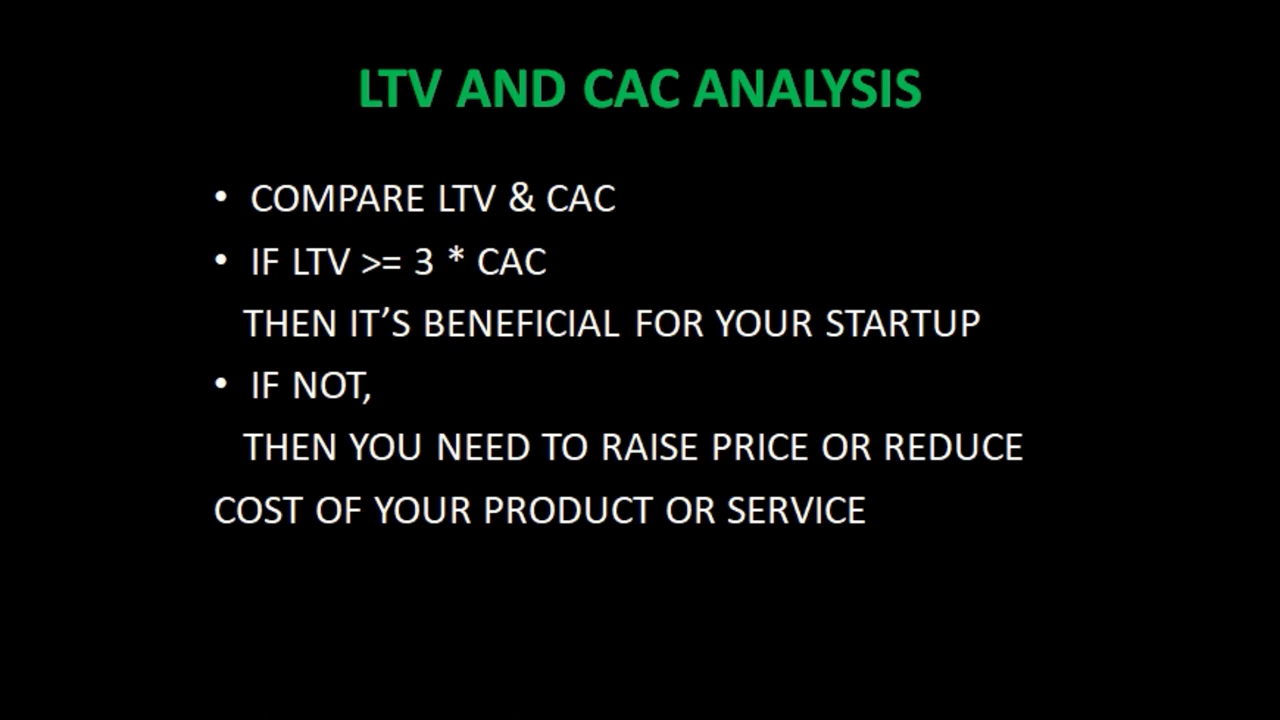 LTV AND CAC ANALYSIS
• COMPARE LTV & CAC
• IF LTV >= 3 * CAC
THEN IT’S BENEFICIAL FOR YOUR STARTUP
• IF NOT,
THEN YOU NEED TO RAISE PRICE OR REDUCE
COST OF YOUR PRODUCT OR SERVICE